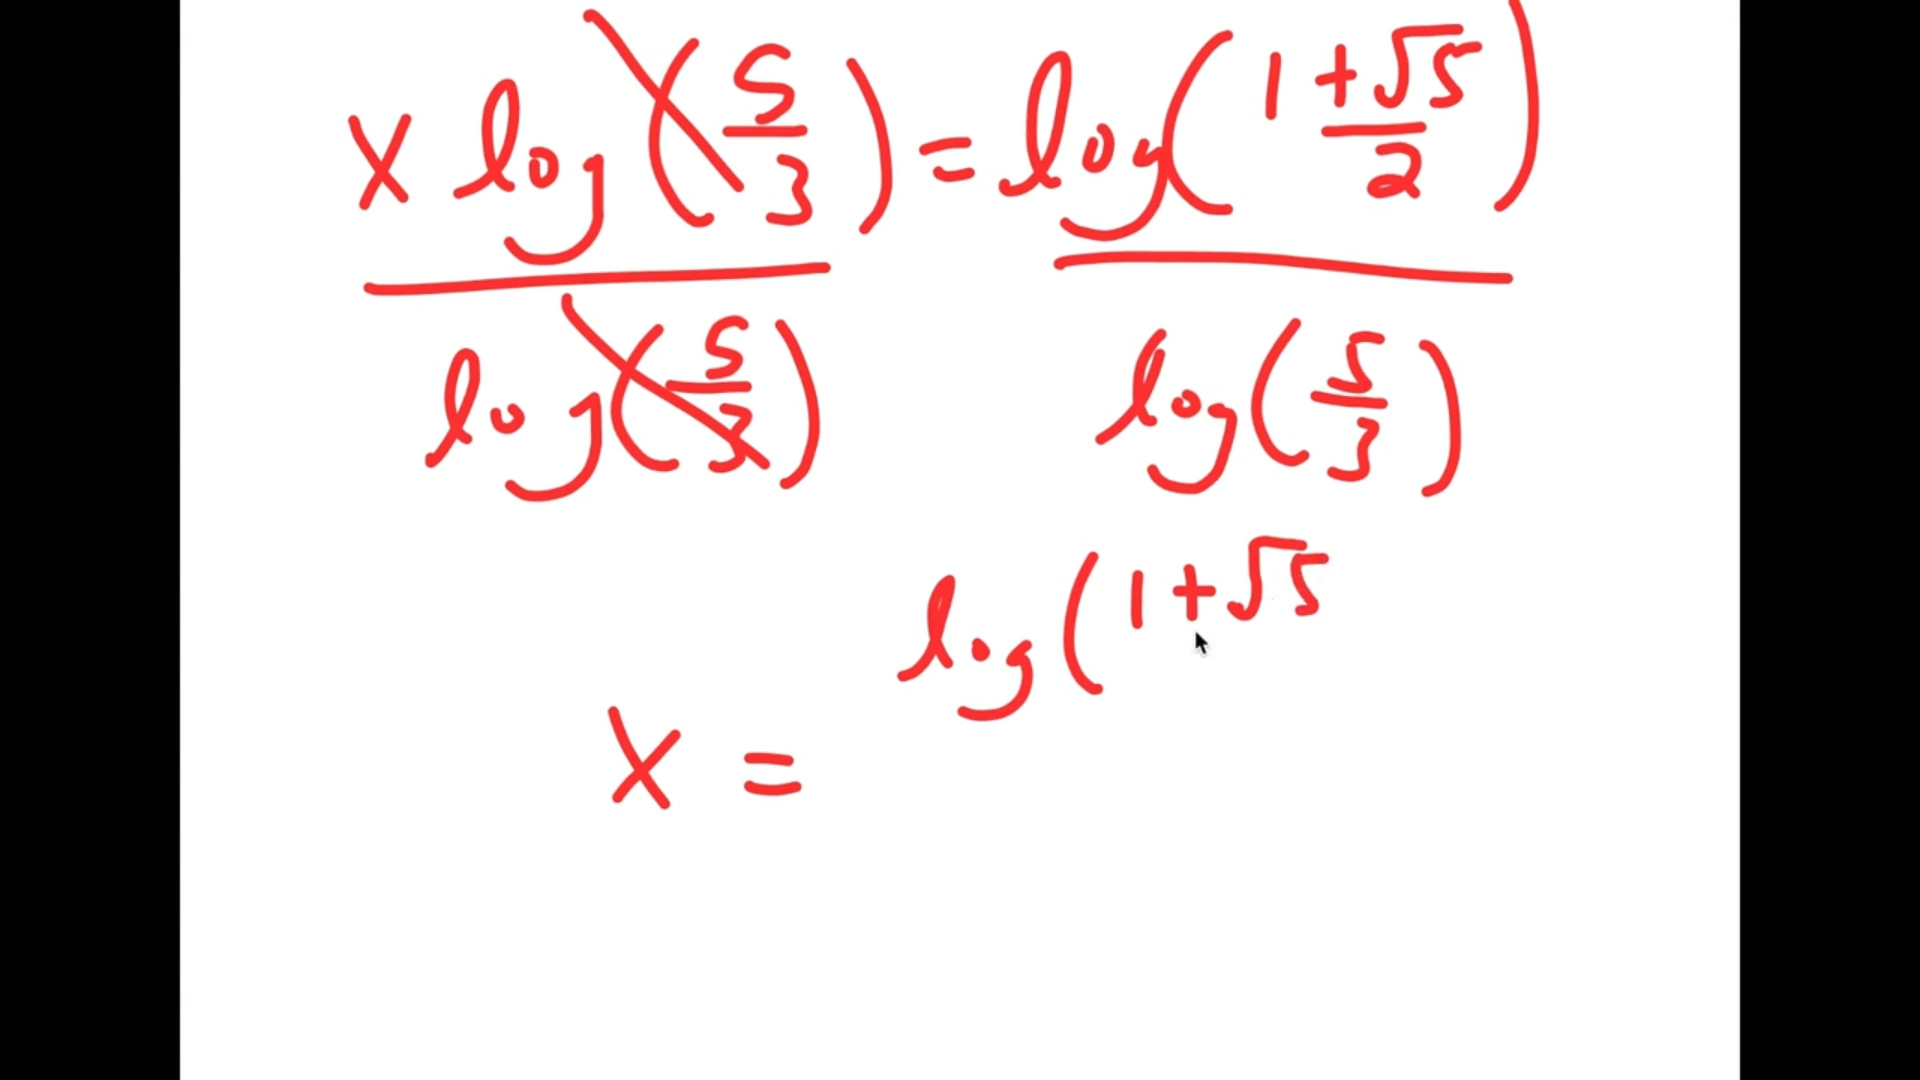 x log(5/3) = log((1+√5)/2)
log(5/3) log(5/3)
log(1+√5
x =